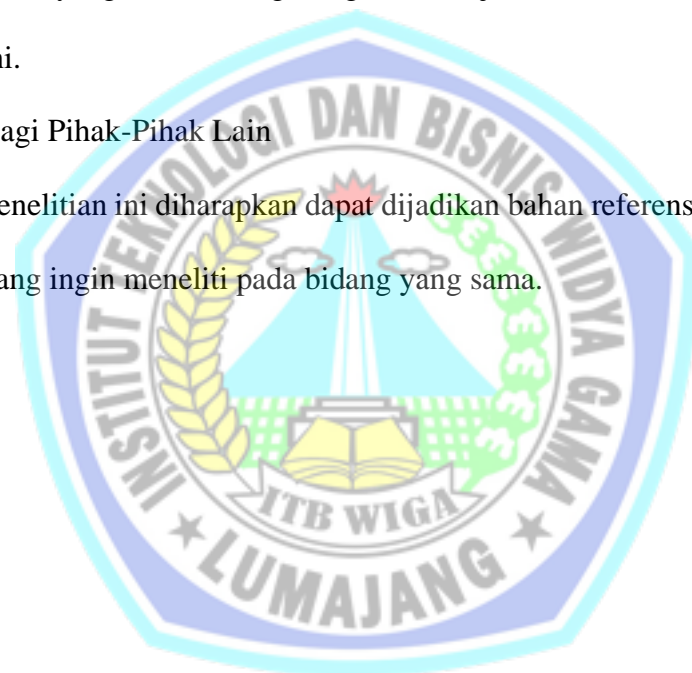 ni.
agi Pihak-Pihak Lain
enelitian ini diharapkan dapat dijadikan bahan referens
ang ingin meneliti pada bidang yang sama.
INSTITUT TEKNOLOGI DAN BISNIS WIDYA GAMA
ITB WIGA
LUMAJANG